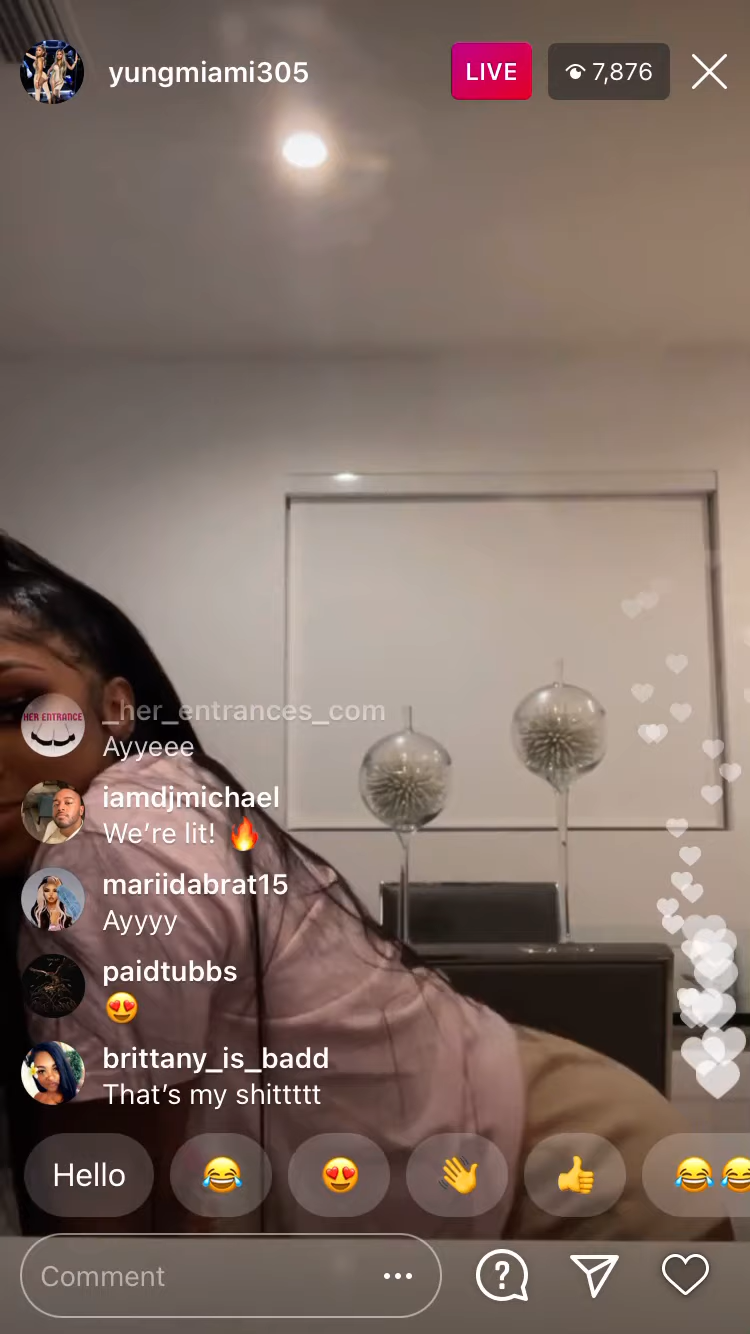 yungmiami305
LIVE
7,876
HER ENTRANCE
_her_entrances_com
Ayyeee
iamdjmichael
We’re lit! 🔥
mariidabrat15
Ayyyy
paidtubbs
😍
brittany_is_badd
That’s my shittttt
Hello 😂 😍 👋 👍 😂😂
Comment